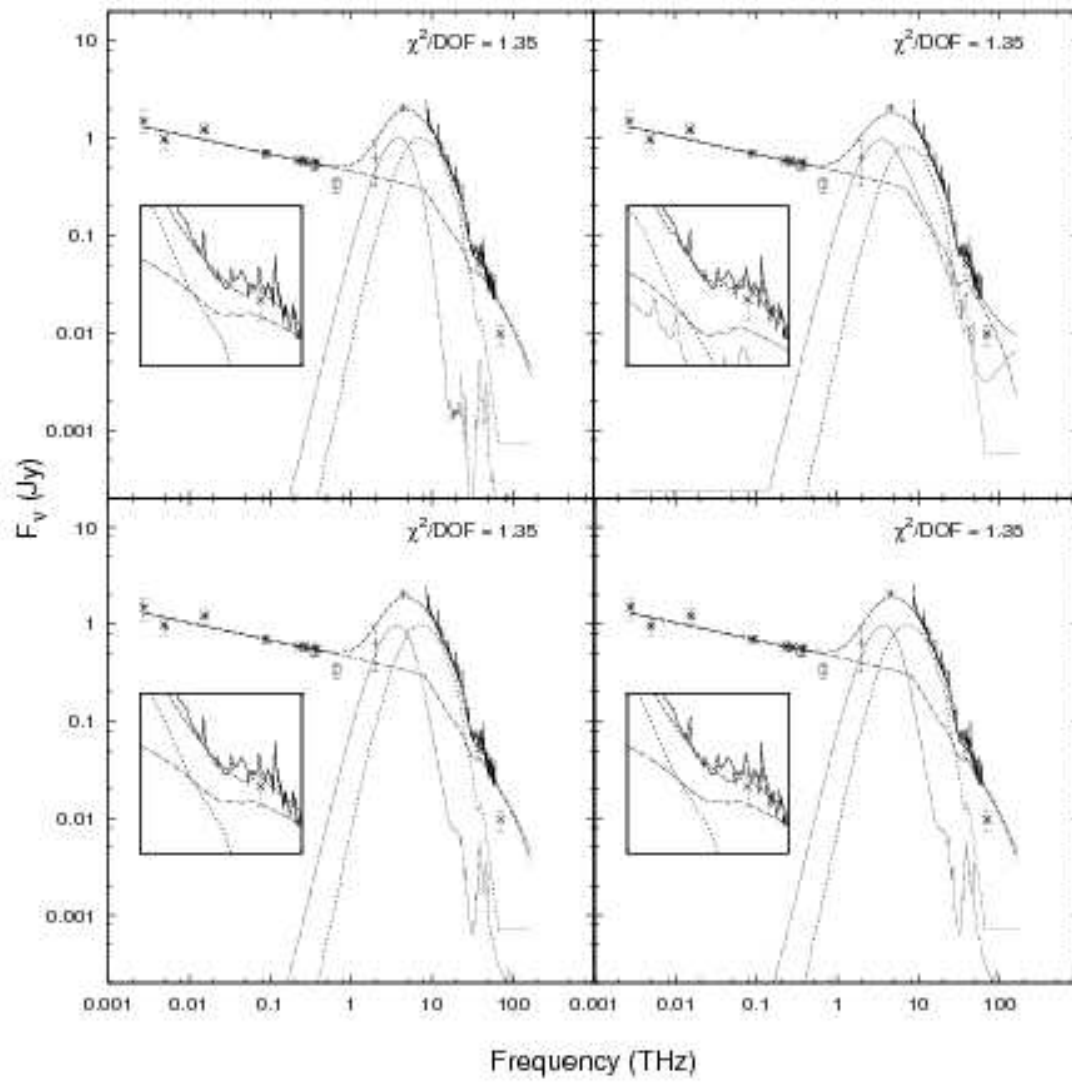 χ²/DOF = 1.35
χ²/DOF = 1.35
10
1
0.1
0.01
0.001
χ²/DOF = 1.35
χ²/DOF = 1.35
10
1
0.1
0.01
0.001
Fν (Jy)
0.001 0.01 0.1 1 10 100 0.001 0.01 0.1 1 10 100
Frequency (THz)